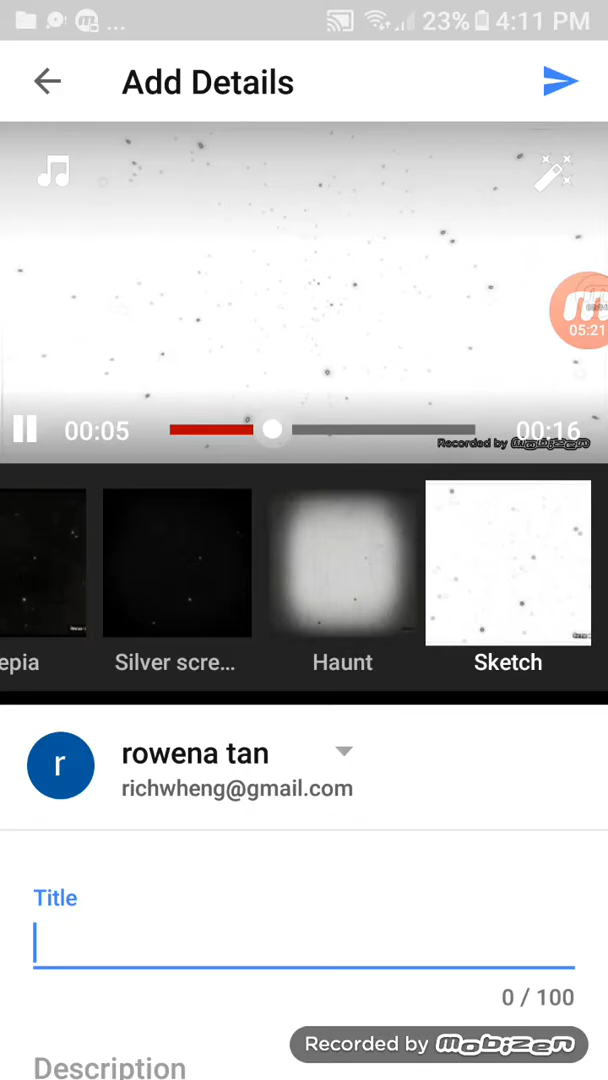 ... 23% 4:11 PM
Add Details
05:21
00:05 00:16
Recorded by mobizen
epia Silver scre... Haunt Sketch
r rowena tan
richwheng@gmail.com
Title
0 / 100
Recorded by mobizen
Description